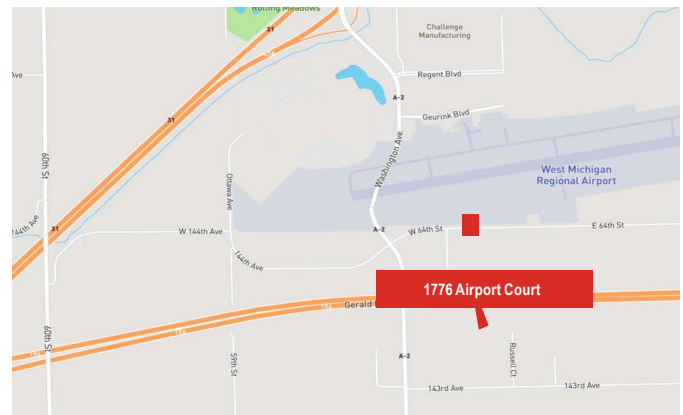 Rolling Meadows
31
Challenge
Manufacturing
Ave
Regent Blvd
A-2
Geurink Blvd
31
60th St
Washington Ave
West Michigan
Regional Airport
Ottawa Ave
144th Ave
31
W 144th Ave
A-2
W 64th St
E 64th St
144th Ave
1776 Airport Court
Gerald
196
196
196
60th St
59th St
A-2
Russell Ct
143rd Ave
143rd Ave